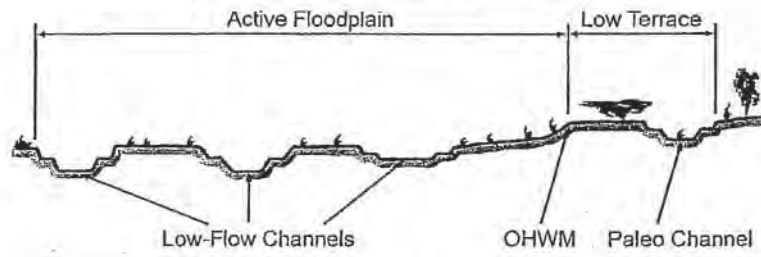 Active Floodplain Low Terrace
Low-Flow Channels OHWM Paleo Channel